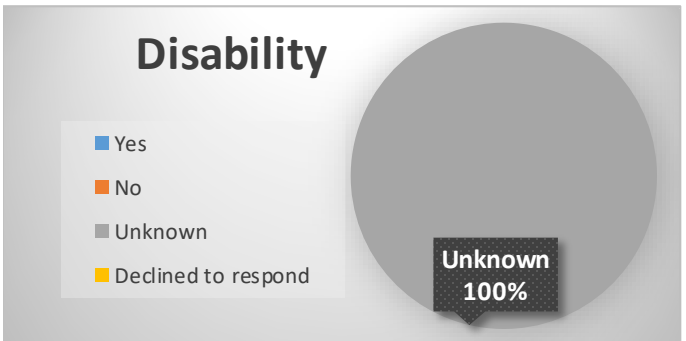 Disability
Yes
No
Unknown
Declined to respond
Unknown
100%